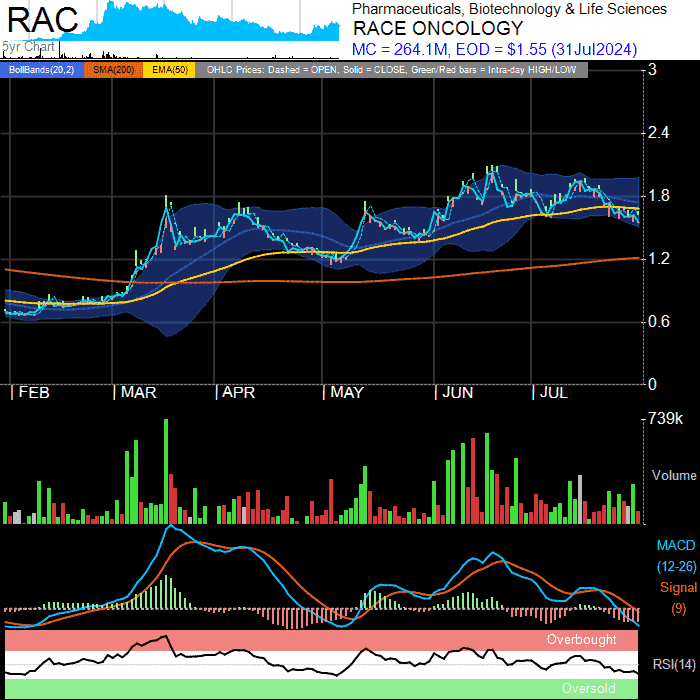 RAC
5yr Chart
Pharmaceuticals, Biotechnology & Life Sciences
RACE ONCOLOGY
MC = 264.1M, EOD = $1.55 (31Jul2024)
BollBands(20,2) SMA(200) EMA(50) OHLC Prices: Dashed = OPEN, Solid = CLOSE, Green/Red bars = Intra-day HIGH/LOW
3
2.4
1.8
1.2
0.6
0
FEB MAR APR MAY JUN JUL
739k
Volume
MACD
(12-26)
Signal
(9)
Overbought
RSI(14)
Oversold